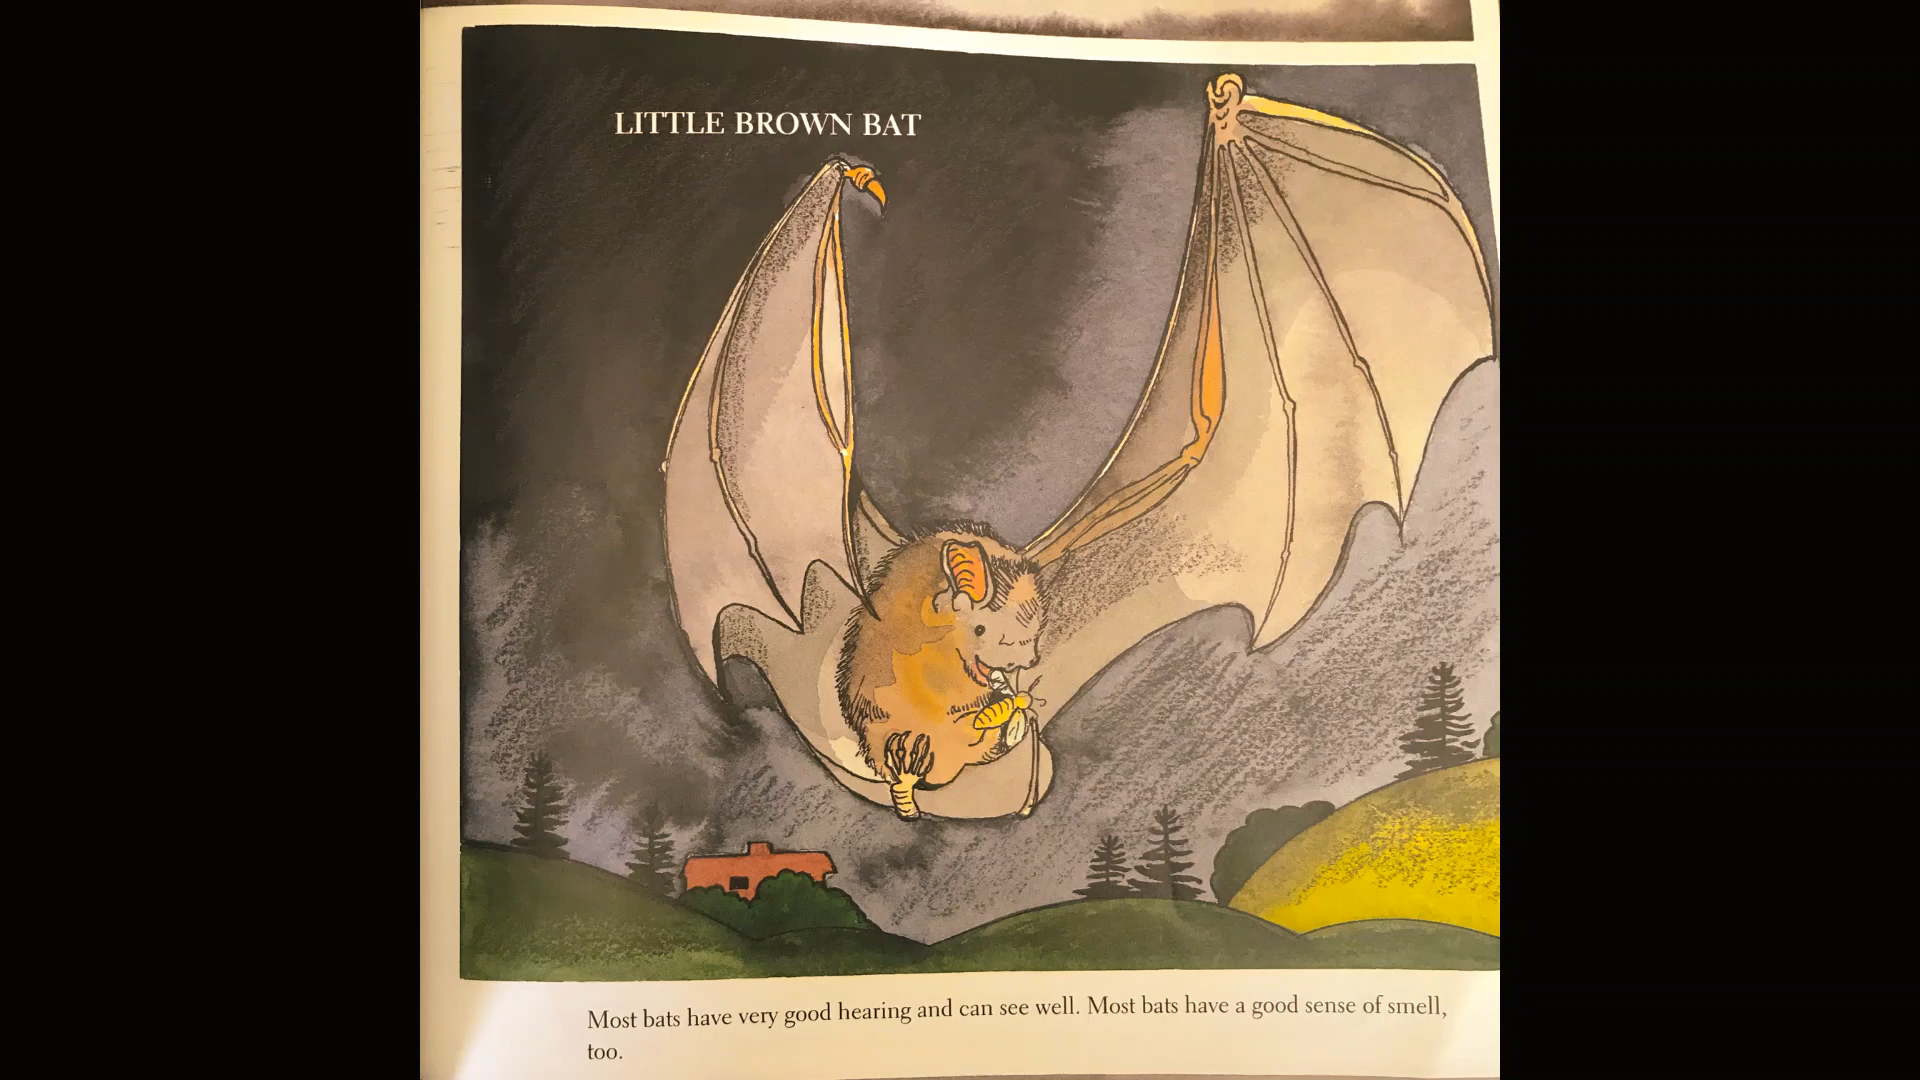 LITTLE BROWN BAT
Most bats have very good hearing and can see well. Most bats have a good sense of smell,
too.